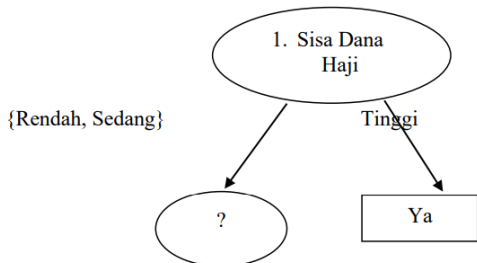 1. Sisa Dana
Haji
{Rendah, Sedang}
Tinggi
?
Ya